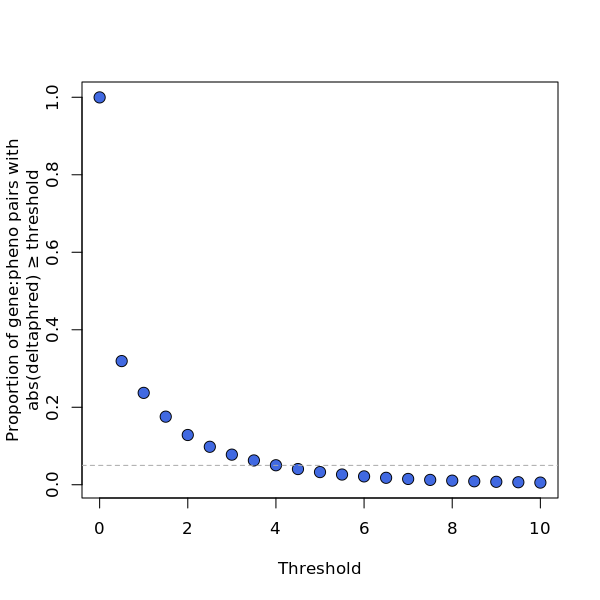 Proportion of gene:pheno pairs with
abs(deltaphred) ≥ threshold
1.0
0.8
0.6
0.4
0.2
0.0
0 2 4 6 8 10
Threshold